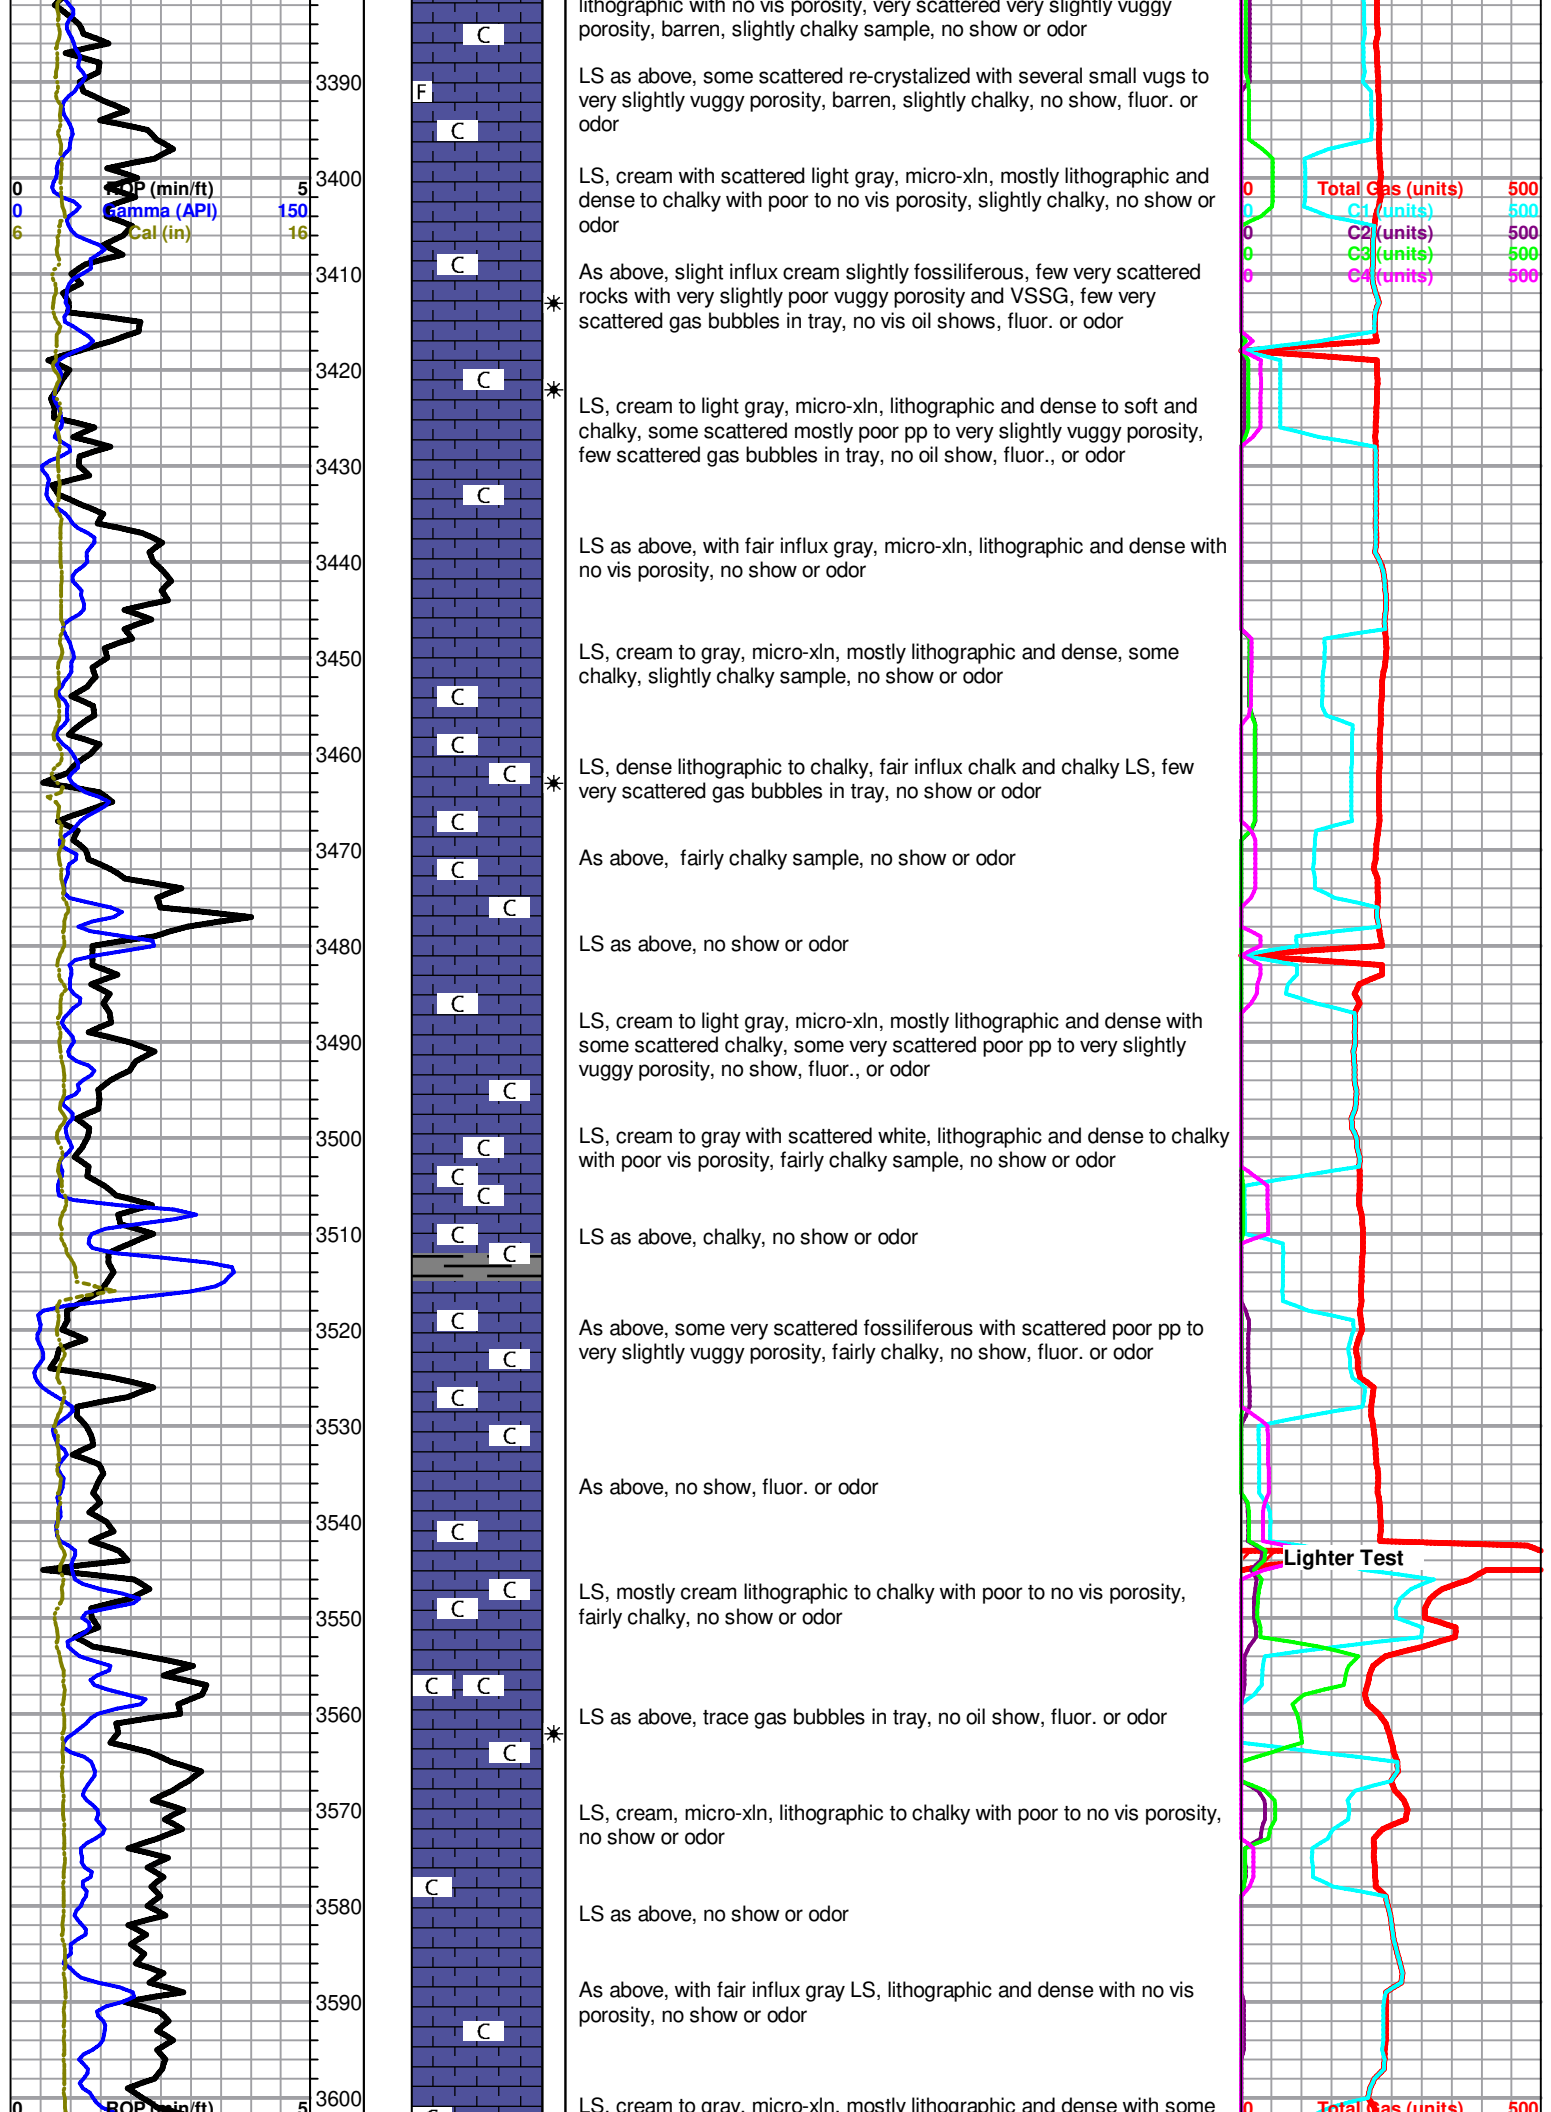 lithographic with no vis porosity, very scattered very slightly vuggy
porosity, barren, slightly chalky sample, no show or odor
C
LS as above, some scattered re-crystalized with several small vugs to
very slightly vuggy porosity, barren, slightly chalky, no show, fluor. or
odor
3390
F
C
LS, cream with scattered light gray, micro-xln, mostly lithographic and
dense to chalky with poor to no vis porosity, slightly chalky, no show or
odor
3400
0 ROP (min/ft) 5
0 Gamma (API) 150
6 Cal (in) 16
0 Total Gas (units) 500
0 C1 (units) 500
0 C2 (units) 500
0 C3 (units) 500
0 C4 (units) 500
C
3410
As above, slight influx cream slightly fossiliferous, few very scattered
rocks with very slightly poor vuggy porosity and VSSG, few very
scattered gas bubbles in tray, no vis oil shows, fluor. or odor
3420
C
LS, cream to light gray, micro-xln, lithographic and dense to soft and
chalky, some scattered mostly poor pp to very slightly vuggy porosity,
few scattered gas bubbles in tray, no oil show, fluor., or odor
3430
C
LS as above, with fair influx gray, micro-xln, lithographic and dense with
no vis porosity, no show or odor
3440
LS, cream to gray, micro-xln, mostly lithographic and dense, some
chalky, slightly chalky sample, no show or odor
3450
C
C
3460
C
LS, dense lithographic to chalky, fair influx chalk and chalky LS, few
very scattered gas bubbles in tray, no show or odor
C
3470
As above, fairly chalky sample, no show or odor
C
C
3480
LS as above, no show or odor
C
LS, cream to light gray, micro-xln, mostly lithographic and dense with
some scattered chalky, some very scattered poor pp to very slightly
vuggy porosity, no show, fluor., or odor
3490
C
3500
LS, cream to gray with scattered white, lithographic and dense to chalky
with poor vis porosity, fairly chalky sample, no show or odor
C
C
C
3510
C
LS as above, chalky, no show or odor
C
C
3520
As above, some very scattered fossiliferous with scattered poor pp to
very slightly vuggy porosity, fairly chalky, no show, fluor. or odor
C
C
3530
C
As above, no show, fluor. or odor
3540
C
Lighter Test
C
LS, mostly cream lithographic to chalky with poor to no vis porosity,
fairly chalky, no show or odor
C
3550
C C
3560
LS as above, trace gas bubbles in tray, no oil show, fluor. or odor
C
3570
LS, cream, micro-xln, lithographic to chalky with poor to no vis porosity,
no show or odor
C
3580
LS as above, no show or odor
3590
As above, with fair influx gray LS, lithographic and dense with no vis
porosity, no show or odor
C
3600
LS, cream to gray, micro-xln, mostly lithographic and dense with some
0 ROP (min/ft) 5
C
0 Total Gas (units) 500